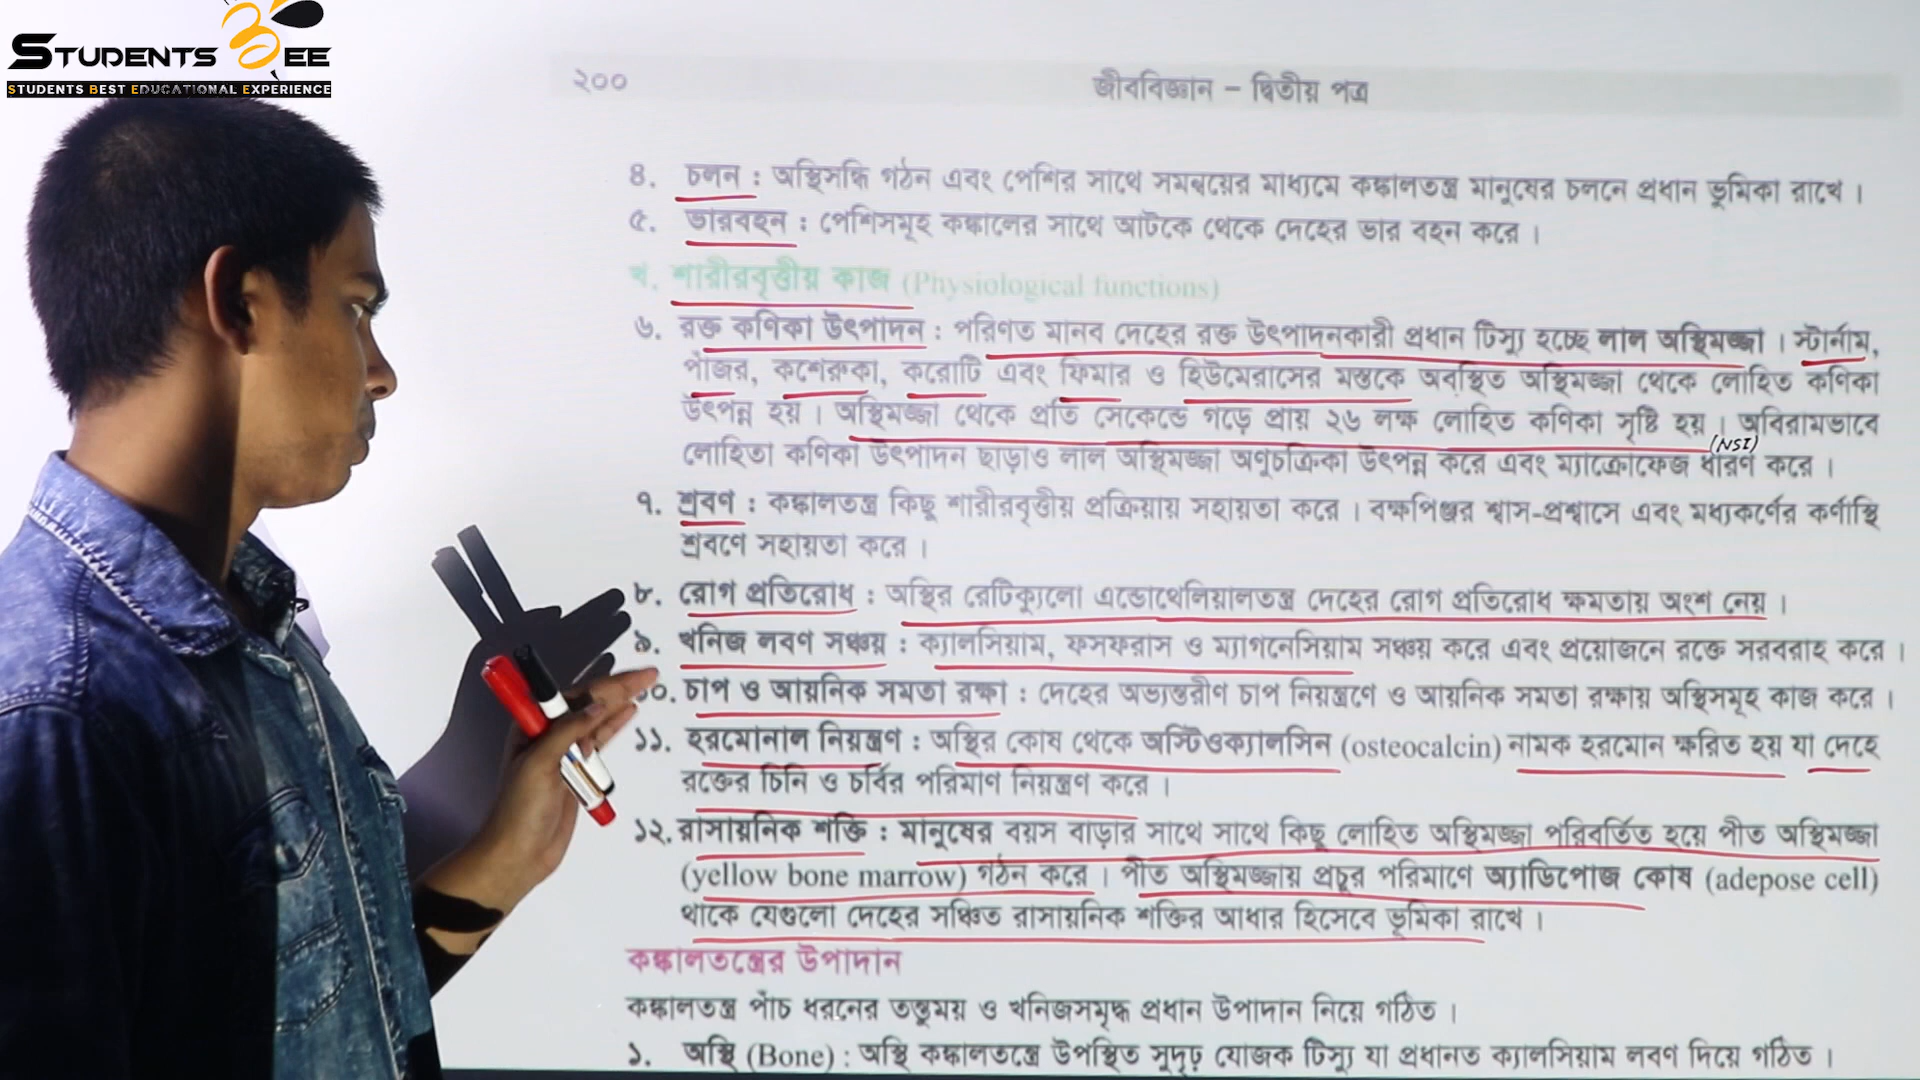 STUDENTS BEE
STUDENTS BEST EDUCATIONAL EXPERIENCE
২০০
জীববিজ্ঞান – দ্বিতীয় পত্র
৪. চলন : অস্থিসন্ধি গঠন এবং পেশির সাথে সমন্বয়ের মাধ্যমে কঙ্কালতন্ত্র মানুষের চলনে প্রধান ভূমিকা রাখে ।
৫. ভারবহন : পেশিসমূহ কঙ্কালের সাথে আটকে থেকে দেহের ভার বহন করে ।
খ. শারীরবৃত্তীয় কাজ (Physiological functions)
৬. রক্ত কণিকা উৎপাদন : পরিণত মানব দেহের রক্ত উৎপাদনকারী প্রধান টিস্যু হচ্ছে লাল অস্থিমজ্জা । স্টার্নাম,
পাঁজর, কশেরুকা, করোটি এবং ফিমার ও হিউমেরাসের মস্তকে অবস্থিত অস্থিমজ্জা থেকে লোহিত কণিকা
উৎপন্ন হয় । অস্থিমজ্জা থেকে প্রতি সেকেন্ডে গড়ে প্রায় ২৬ লক্ষ লোহিত কণিকা সৃষ্টি হয় । অবিরামভাবে
(NSI)
লোহিতা কণিকা উৎপাদন ছাড়াও লাল অস্থিমজ্জা অণুচক্রিকা উৎপন্ন করে এবং ম্যাক্রোফেজ ধারণ করে ।
৭. শ্রবণ : কঙ্কালতন্ত্র কিছু শারীরবৃত্তীয় প্রক্রিয়ায় সহায়তা করে । বক্ষপিঞ্জর শ্বাস-প্রশ্বাসে এবং মধ্যকর্ণের কর্ণাস্থি
শ্রবণে সহায়তা করে ।
৮. রোগ প্রতিরোধ : অস্থির রেটিক্যুলো এন্ডোথেলিয়ালতন্ত্র দেহের রোগ প্রতিরোধ ক্ষমতায় অংশ নেয় ।
৯. খনিজ লবণ সঞ্চয় : ক্যালসিয়াম, ফসফরাস ও ম্যাগনেসিয়াম সঞ্চয় করে এবং প্রয়োজনে রক্তে সরবরাহ করে ।
১০. চাপ ও আয়নিক সমতা রক্ষা : দেহের অভ্যন্তরীণ চাপ নিয়ন্ত্রণে ও আয়নিক সমতা রক্ষায় অস্থিসমূহ কাজ করে ।
১১. হরমোনাল নিয়ন্ত্রণ : অস্থির কোষ থেকে অস্টিওক্যালসিন (osteocalcin) নামক হরমোন ক্ষরিত হয় যা দেহে
রক্তের চিনি ও চর্বির পরিমাণ নিয়ন্ত্রণ করে ।
১২. রাসায়নিক শক্তি : মানুষের বয়স বাড়ার সাথে সাথে কিছু লোহিত অস্থিমজ্জা পরিবর্তিত হয়ে পীত অস্থিমজ্জা
(yellow bone marrow) গঠন করে । পীত অস্থিমজ্জায় প্রচুর পরিমাণে অ্যাডিপোজ কোষ (adepose cell)
থাকে যেগুলো দেহের সঞ্চিত রাসায়নিক শক্তির আধার হিসেবে ভূমিকা রাখে ।
কঙ্কালতন্ত্রের উপাদান
কঙ্কালতন্ত্র পাঁচ ধরনের তন্তুময় ও খনিজসমৃদ্ধ প্রধান উপাদান নিয়ে গঠিত ।
১. অস্থি (Bone) : অস্থি কঙ্কালতন্ত্রে উপস্থিত সুদৃঢ় যোজক টিস্যু যা প্রধানত ক্যালসিয়াম লবণ দিয়ে গঠিত ।